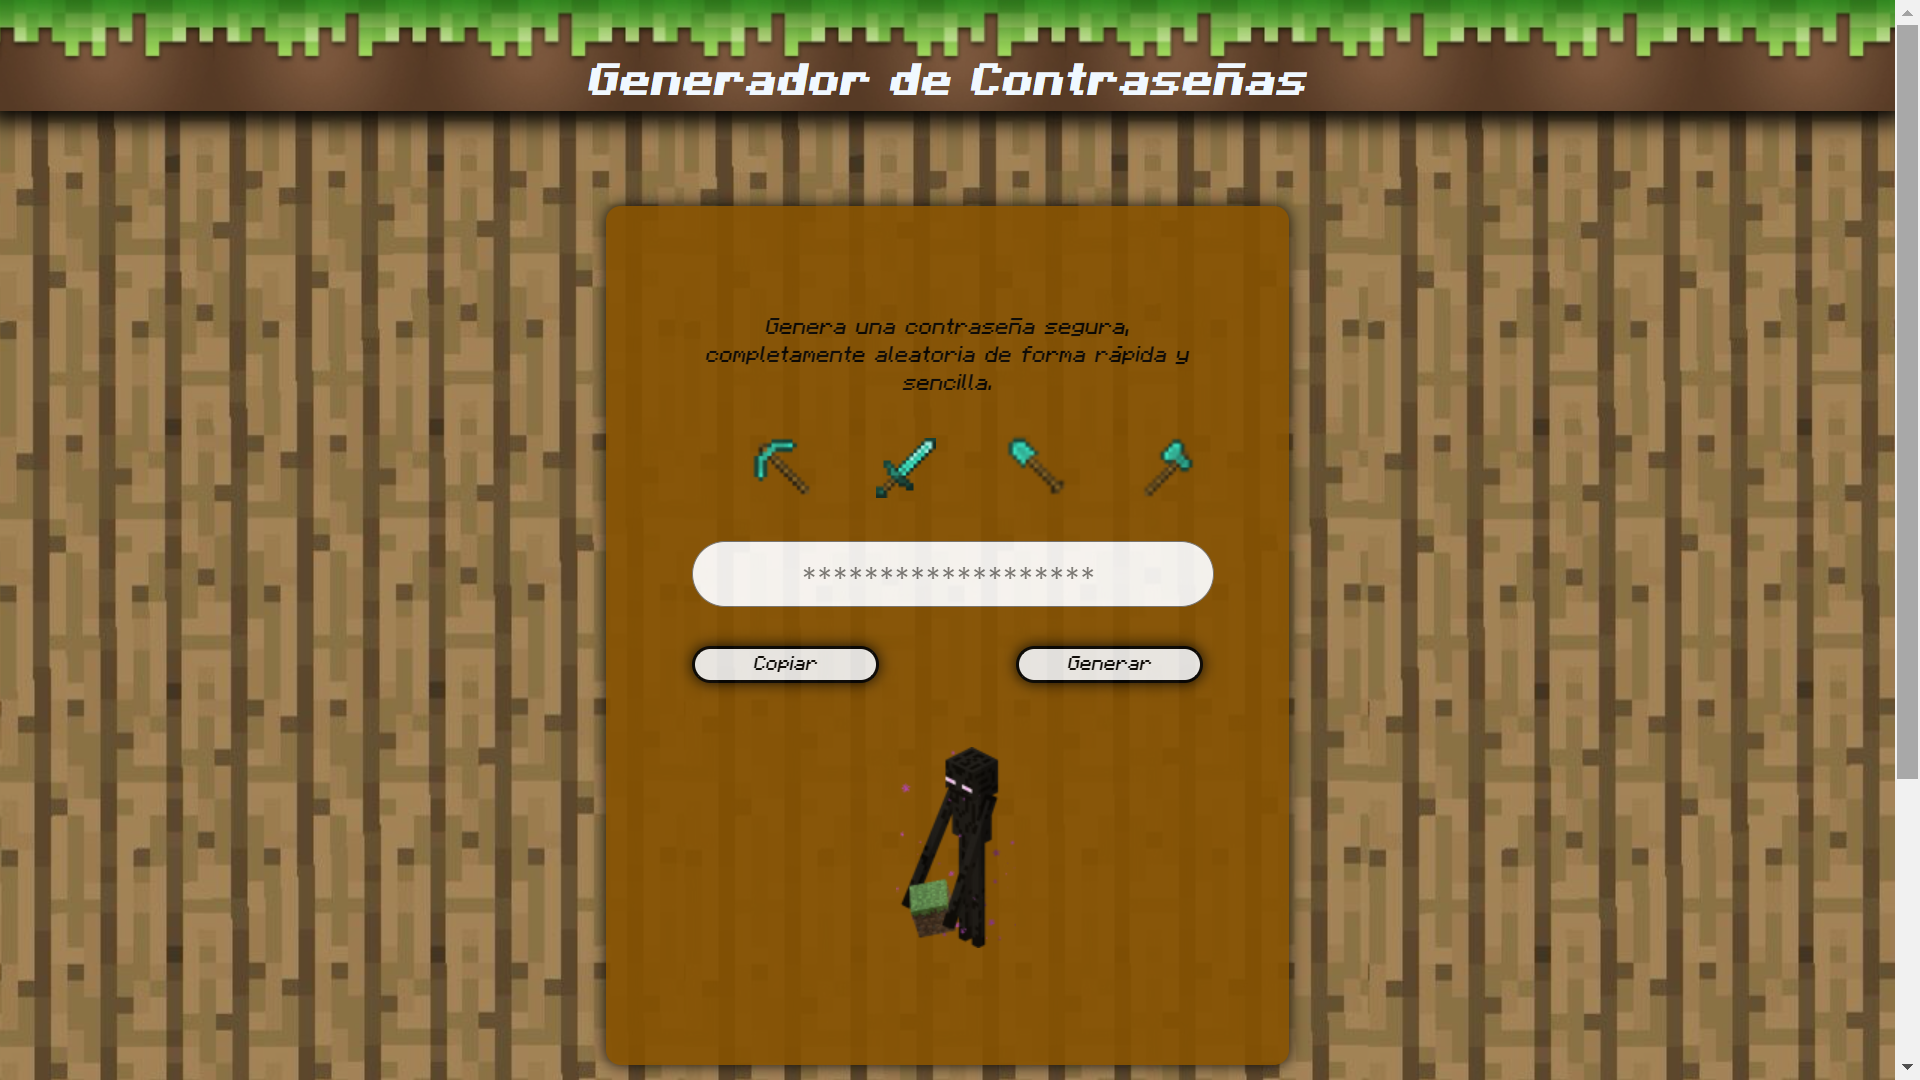 Generador de Contraseñas
Genera una contraseña segura,
completamente aleatoria de forma rápida y
sencilla.
*******************
Copiar
Generar